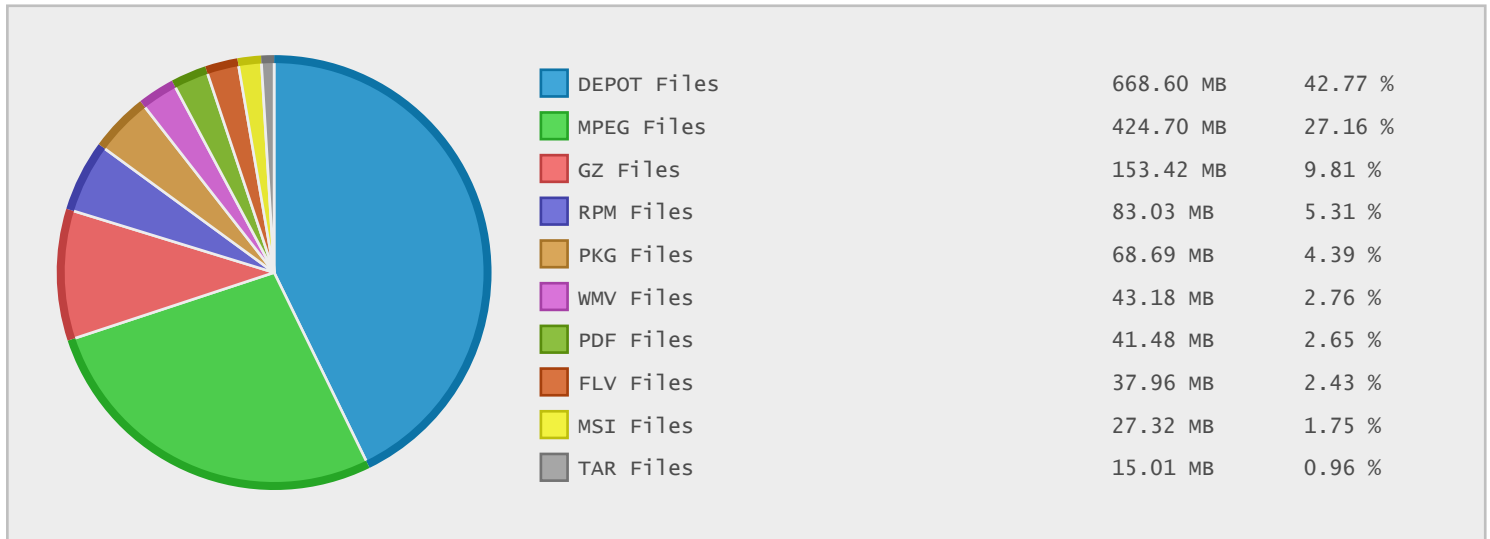 DEPOT Files 668.60 MB 42.77 %
MPEG Files 424.70 MB 27.16 %
GZ Files 153.42 MB 9.81 %
RPM Files 83.03 MB 5.31 %
PKG Files 68.69 MB 4.39 %
WMV Files 43.18 MB 2.76 %
PDF Files 41.48 MB 2.65 %
FLV Files 37.96 MB 2.43 %
MSI Files 27.32 MB 1.75 %
TAR Files 15.01 MB 0.96 %